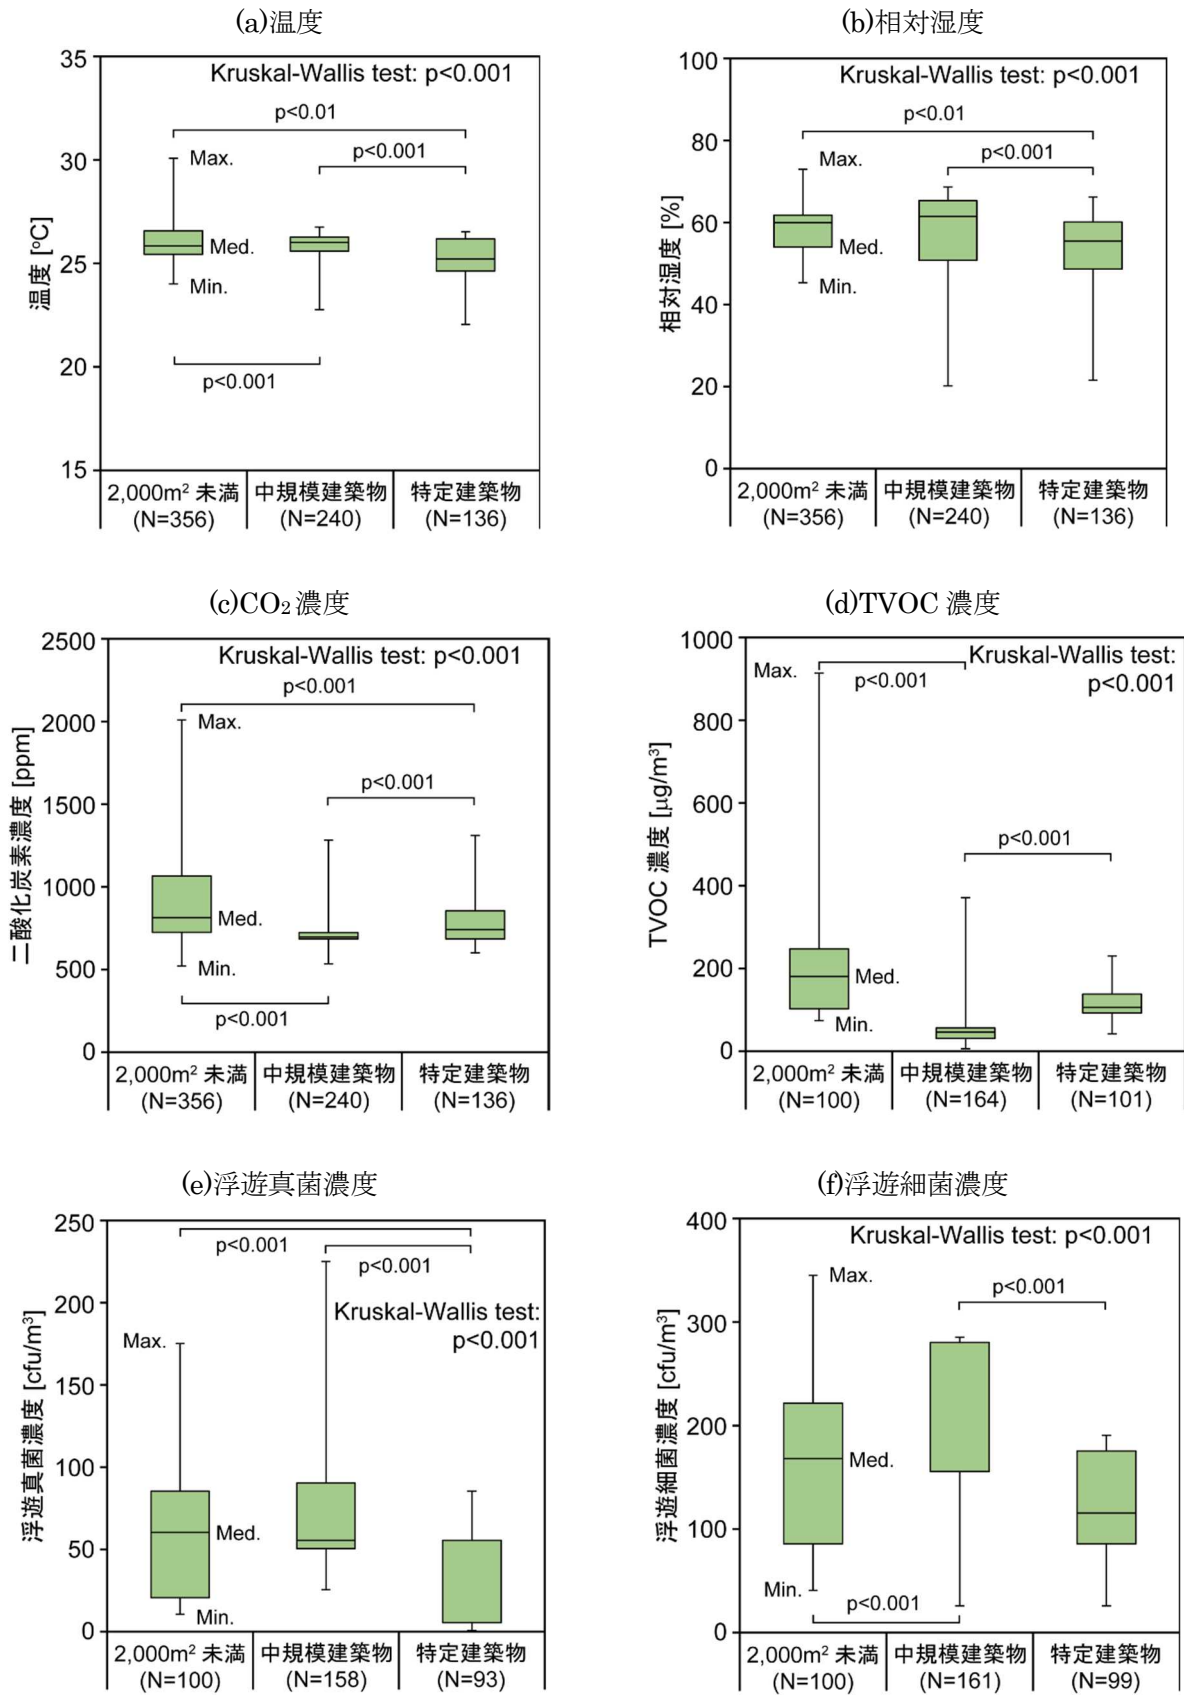 (a)温度
Kruskal-Wallis test: p<0.001
p<0.01
p<0.001
Max.
Med.
Min.
p<0.001
温度 [°C]
35
30
25
20
15
2,000m² 未満
(N=356)
中規模建築物
(N=240)
特定建築物
(N=136)
(b)相対湿度
Kruskal-Wallis test: p<0.001
p<0.01
p<0.001
Max.
Med.
Min.
相対湿度 [%]
100
80
60
40
20
0
2,000m² 未満
(N=356)
中規模建築物
(N=240)
特定建築物
(N=136)
(c)CO₂濃度
Kruskal-Wallis test: p<0.001
p<0.001
Max.
p<0.001
Med.
Min.
p<0.001
二酸化炭素濃度 [ppm]
2500
2000
1500
1000
500
0
2,000m² 未満
(N=356)
中規模建築物
(N=240)
特定建築物
(N=136)
(d)TVOC 濃度
Kruskal-Wallis test:
p<0.001
Max.
p<0.001
p<0.001
Med.
Min.
TVOC 濃度 [μg/m³]
1000
800
600
400
200
0
2,000m² 未満
(N=100)
中規模建築物
(N=164)
特定建築物
(N=101)
(e)浮遊真菌濃度
p<0.001
p<0.001
Kruskal-Wallis test:
p<0.001
Max.
Med.
Min.
浮遊真菌濃度 [cfu/m³]
250
200
150
100
50
0
2,000m² 未満
(N=100)
中規模建築物
(N=158)
特定建築物
(N=93)
(f)浮遊細菌濃度
Kruskal-Wallis test: p<0.001
Max.
p<0.001
Med.
Min.
p<0.001
浮遊細菌濃度 [cfu/m³]
400
300
200
100
0
2,000m² 未満
(N=100)
中規模建築物
(N=161)
特定建築物
(N=99)